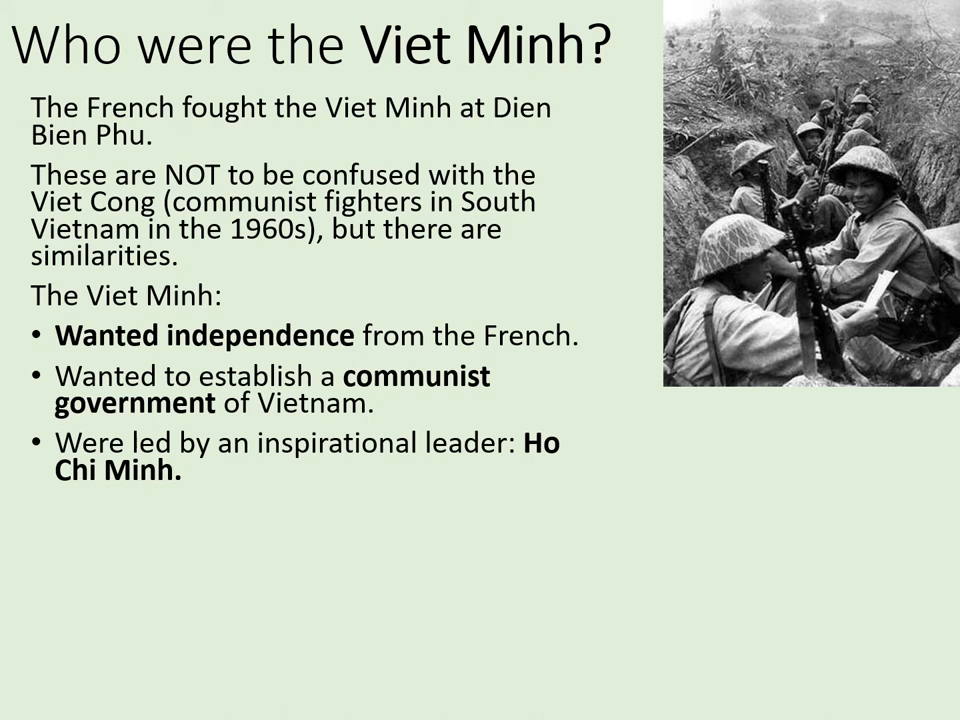 Who were the Viet Minh?
The French fought the Viet Minh at Dien
Bien Phu.
These are NOT to be confused with the
Viet Cong (communist fighters in South
Vietnam in the 1960s), but there are
similarities.
The Viet Minh:
• Wanted independence from the French.
• Wanted to establish a communist
government of Vietnam.
• Were led by an inspirational leader: Ho
Chi Minh.